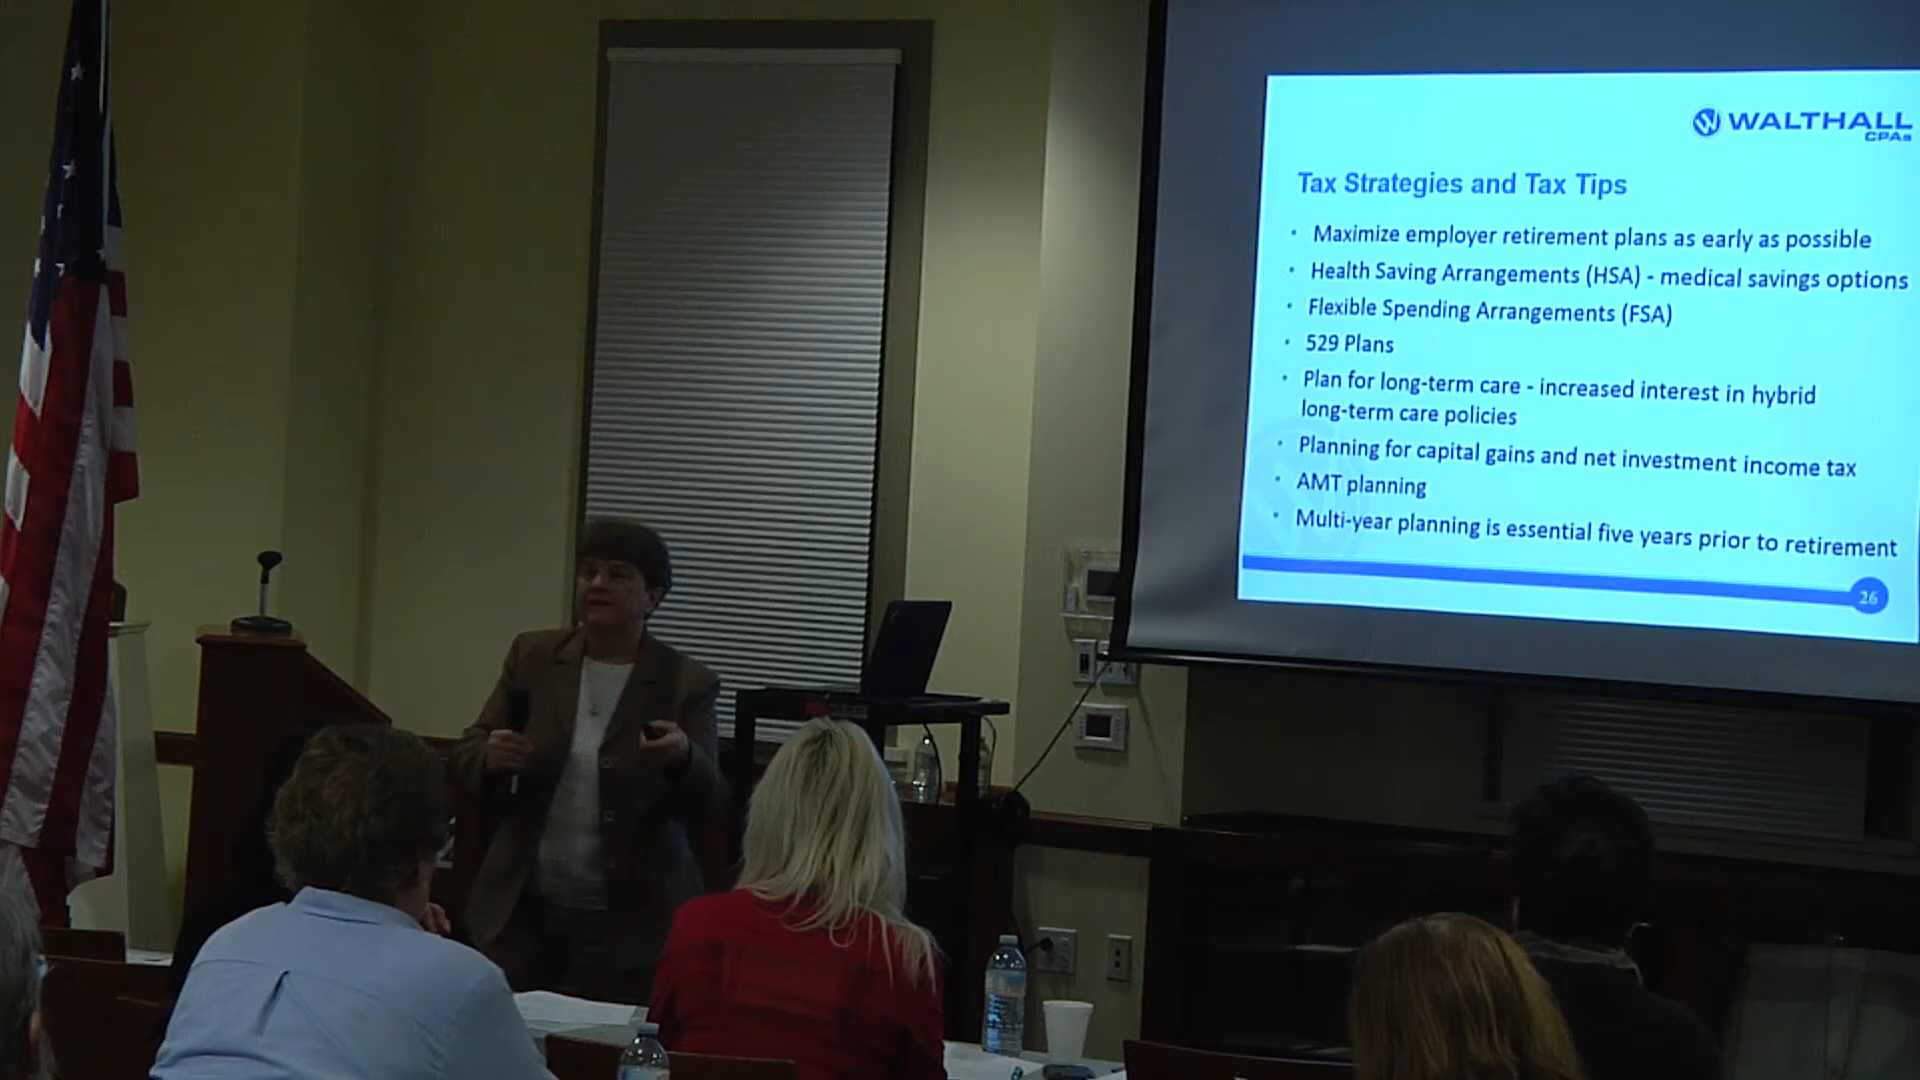 WALTHALL
CPAs
Tax Strategies and Tax Tips
• Maximize employer retirement plans as early as possible
• Health Saving Arrangements (HSA) - medical savings options
• Flexible Spending Arrangements (FSA)
• 529 Plans
• Plan for long-term care - increased interest in hybrid
long-term care policies
• Planning for capital gains and net investment income tax
• AMT planning
• Multi-year planning is essential five years prior to retirement
26